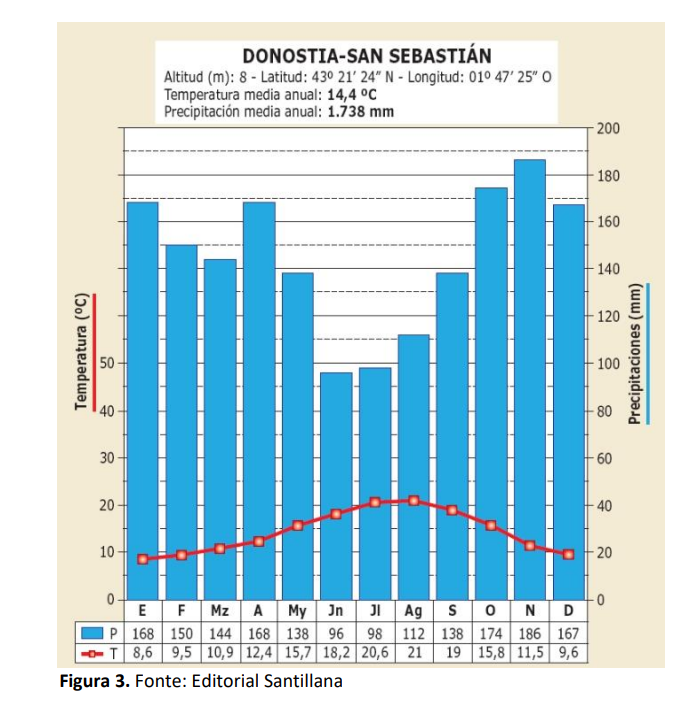 DONOSTIA-SAN SEBASTIÁN
Altitud (m): 8 - Latitud: 43º 21’ 24” N - Longitud: 01º 47’ 25” O
Temperatura media anual: 14,4 ºC
Precipitación media anual: 1.738 mm
Temperatura (ºC)
50
40
30
20
10
0
200
180
160
140
120
100
80
60
40
20
0
Precipitaciones (mm)
E F Mz A My Jn Jl Ag S O N D
P 168 150 144 168 138 96 98 112 138 174 186 167
T 8,6 9,5 10,9 12,4 15,7 18,2 20,6 21 19 15,8 11,5 9,6
Figura 3. Fonte: Editorial Santillana